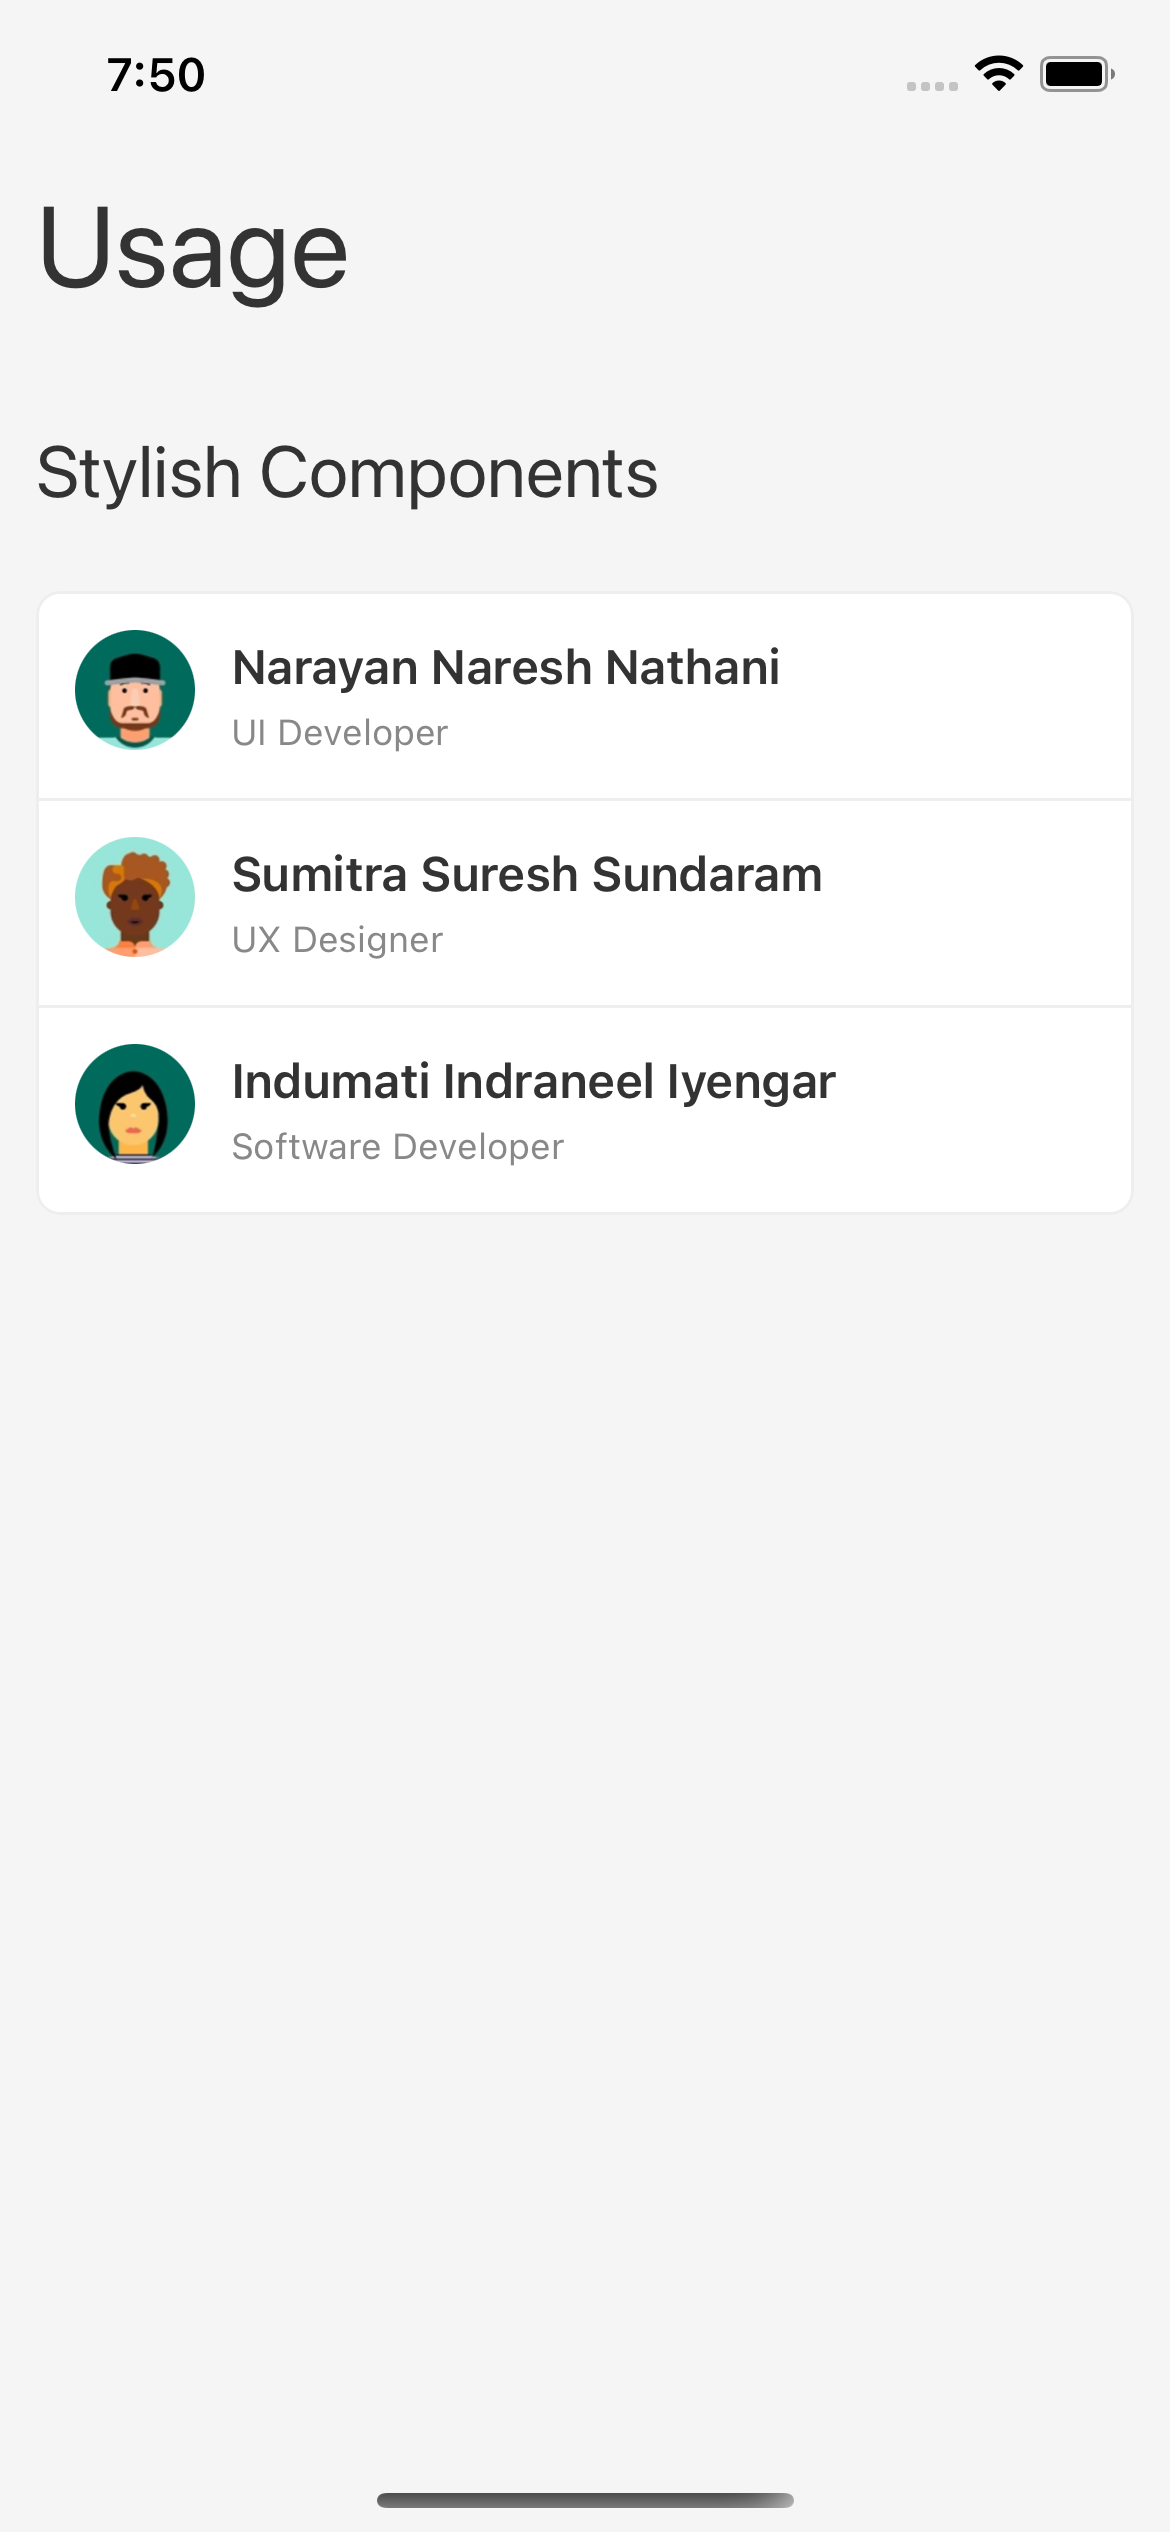 7:50
Usage
Stylish Components
Narayan Naresh Nathani
UI Developer
Sumitra Suresh Sundaram
UX Designer
Indumati Indraneel Iyengar
Software Developer